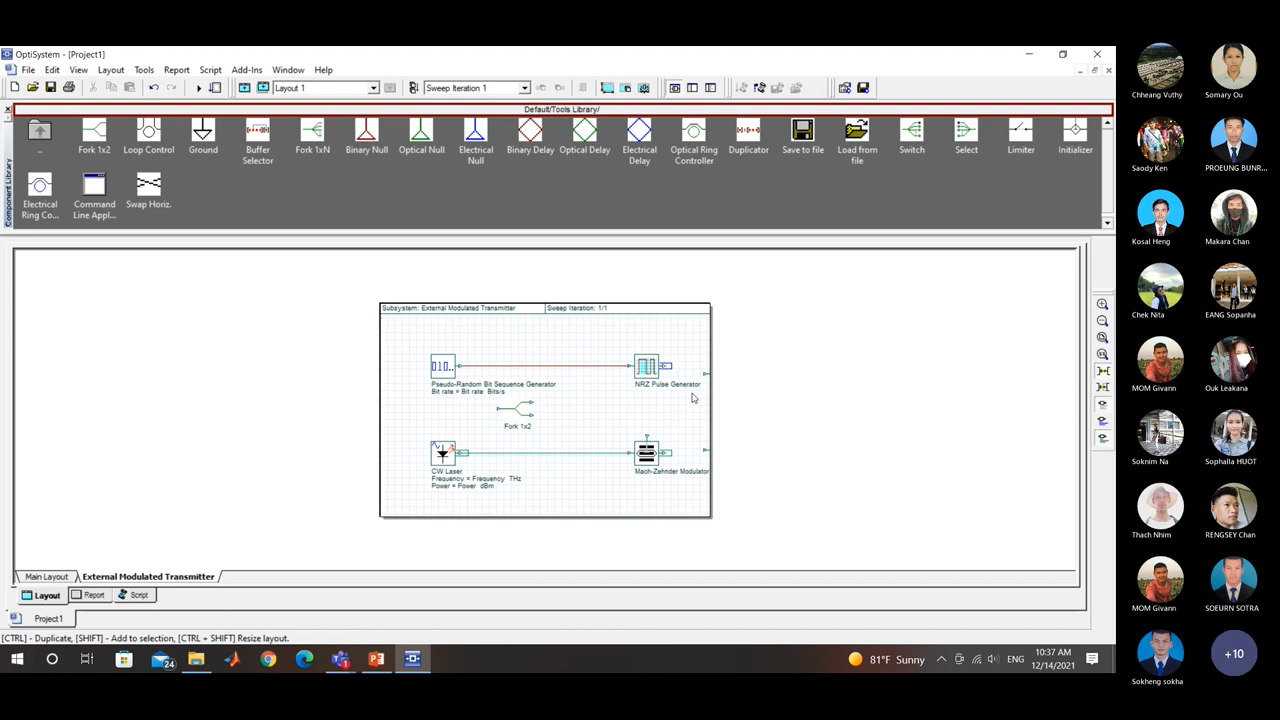 OptiSystem - [Project1]
File Edit View Layout Tools Report Script Add-Ins Window Help
Layout 1
Sweep Iteration 1
Default/Tools Library/
Component Library
..
Fork 1x2
Loop Control
Ground
Buffer Selector
Fork 1xN
Binary Null
Optical Null
Electrical Null
Binary Delay
Optical Delay
Electrical Delay
Optical Ring Controller
Duplicator
Save to file
Load from file
Switch
Select
Limiter
Initializer
Electrical Ring Co...
Command Line Appl...
Swap Horiz.
Subsystem: External Modulated Transmitter
Sweep Iteration: 1/1
010..
Pseudo-Random Bit Sequence Generator
Bit rate = Bit rate Bits/s
NRZ Pulse Generator
Fork 1x2
CW Laser
Frequency = Frequency THz
Power = Power dBm
Mach-Zehnder Modulator
Main Layout
External Modulated Transmitter
Layout
Report
Script
Project1
[CTRL] - Duplicate, [SHIFT] - Add to selection, [CTRL + SHIFT] Resize layout.
24
1
81°F Sunny
ENG
10:37 AM
12/14/2021
Chheang Vuthy
Somary Ou
Saody Ken
PROEUNG BUNR...
Kosal Heng
Makara Chan
Chek Nita
EANG Sopanha
MOM Givann
Ouk Leakana
Soknim Na
Sophalla HUOT
Thach Nhim
RENGSEY Chan
MOM Givann
SOEURN SOTRA
Sokheng sokha
+10